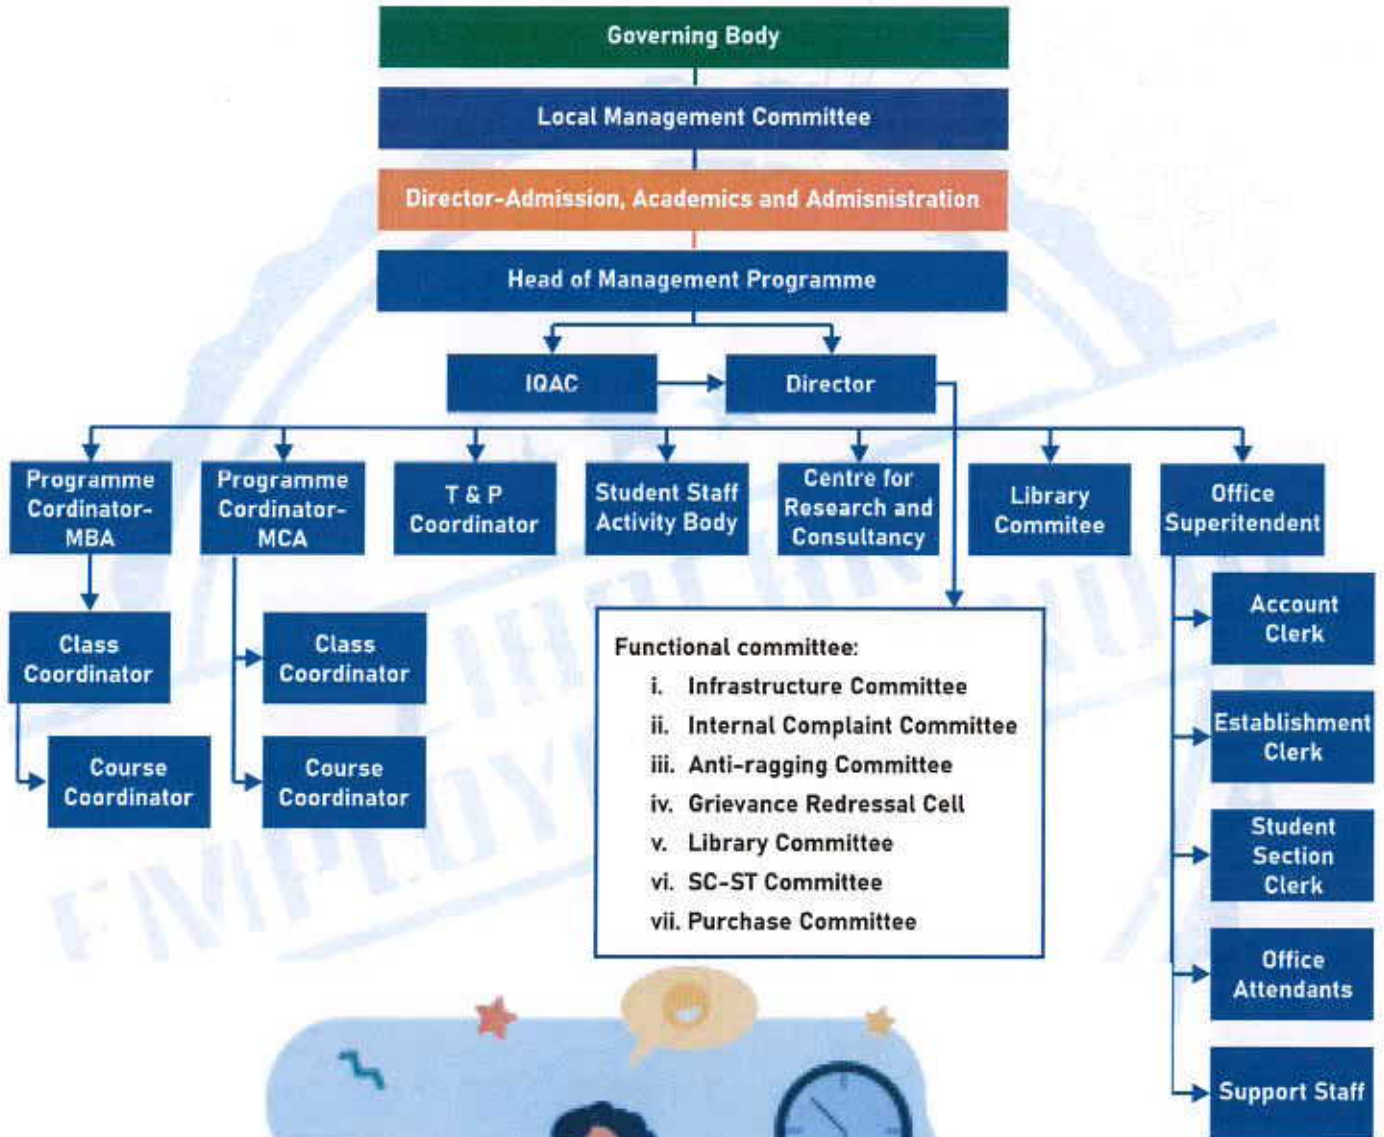 Governing Body
Local Management Committee
Director-Admission, Academics and Admisnistration
Head of Management Programme
IQAC
Director
Programme
Cordinator-
MBA
Programme
Cordinator-
MCA
T & P
Coordinator
Student Staff
Activity Body
Centre for
Research and
Consultancy
Library
Commitee
Office
Superitendent
Class
Coordinator
Course
Coordinator
Class
Coordinator
Course
Coordinator
Functional committee:
i. Infrastructure Committee
ii. Internal Complaint Committee
iii. Anti-ragging Committee
iv. Grievance Redressal Cell
v. Library Committee
vi. SC-ST Committee
vii. Purchase Committee
Account
Clerk
Establishment
Clerk
Student
Section
Clerk
Office
Attendants
Support Staff